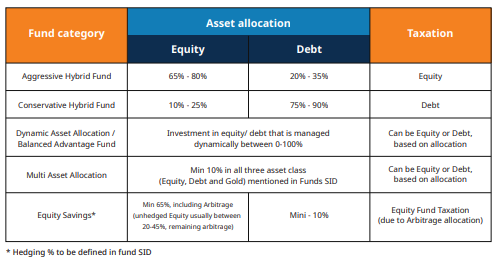 Fund category
Asset allocation
Taxation
Equity
Debt
Aggressive Hybrid Fund
65% - 80%
20% - 35%
Equity
Conservative Hybrid Fund
10% - 25%
75% - 90%
Debt
Dynamic Asset Allocation /
Balanced Advantage Fund
Investment in equity/ debt that is managed
dynamically between 0-100%
Can be Equity or Debt,
based on allocation
Multi Asset Allocation
Min 10% in all three asset class
(Equity, Debt and Gold) mentioned in Funds SID
Can be Equity or Debt,
based on allocation
Equity Savings*
Min 65%, including Arbitrage
(unhedged Equity usually between
20-45%, remaining arbitrage)
Mini - 10%
Equity Fund Taxation
(due to Arbitrage allocation)
* Hedging % to be defined in fund SID